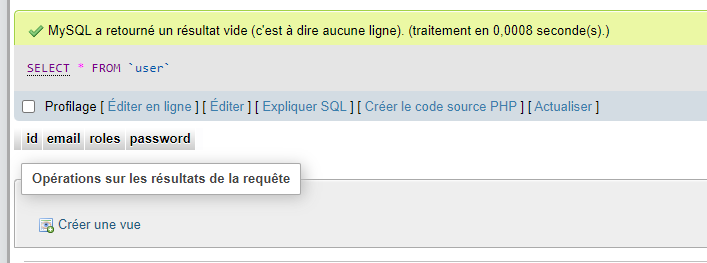 MySQL a retourné un résultat vide (c'est à dire aucune ligne). (traitement en 0,0008 seconde(s).)
SELECT * FROM `user`
Profilage [ Éditer en ligne ] [ Éditer ] [ Expliquer SQL ] [ Créer le code source PHP ] [ Actualiser ]
id email roles password
Opérations sur les résultats de la requête
Créer une vue